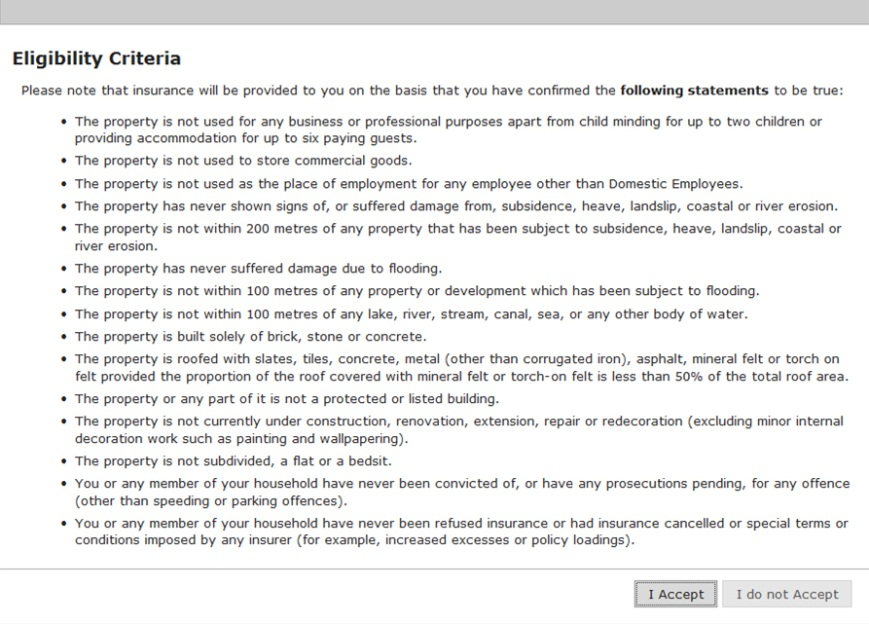 Eligibility Criteria
Please note that insurance will be provided to you on the basis that you have confirmed the following statements to be true:
• The property is not used for any business or professional purposes apart from child minding for up to two children or
providing accommodation for up to six paying guests.
• The property is not used to store commercial goods.
• The property is not used as the place of employment for any employee other than Domestic Employees.
• The property has never shown signs of, or suffered damage from, subsidence, heave, landslip, coastal or river erosion.
• The property is not within 200 metres of any property that has been subject to subsidence, heave, landslip, coastal or
river erosion.
• The property has never suffered damage due to flooding.
• The property is not within 100 metres of any property or development which has been subject to flooding.
• The property is not within 100 metres of any lake, river, stream, canal, sea, or any other body of water.
• The property is built solely of brick, stone or concrete.
• The property is roofed with slates, tiles, concrete, metal (other than corrugated iron), asphalt, mineral felt or torch on
felt provided the proportion of the roof covered with mineral felt or torch-on felt is less than 50% of the total roof area.
• The property or any part of it is not a protected or listed building.
• The property is not currently under construction, renovation, extension, repair or redecoration (excluding minor internal
decoration work such as painting and wallpapering).
• The property is not subdivided, a flat or a bedsit.
• You or any member of your household have never been convicted of, or have any prosecutions pending, for any offence
(other than speeding or parking offences).
• You or any member of your household have never been refused insurance or had insurance cancelled or special terms or
conditions imposed by any insurer (for example, increased excesses or policy loadings).
I Accept I do not Accept